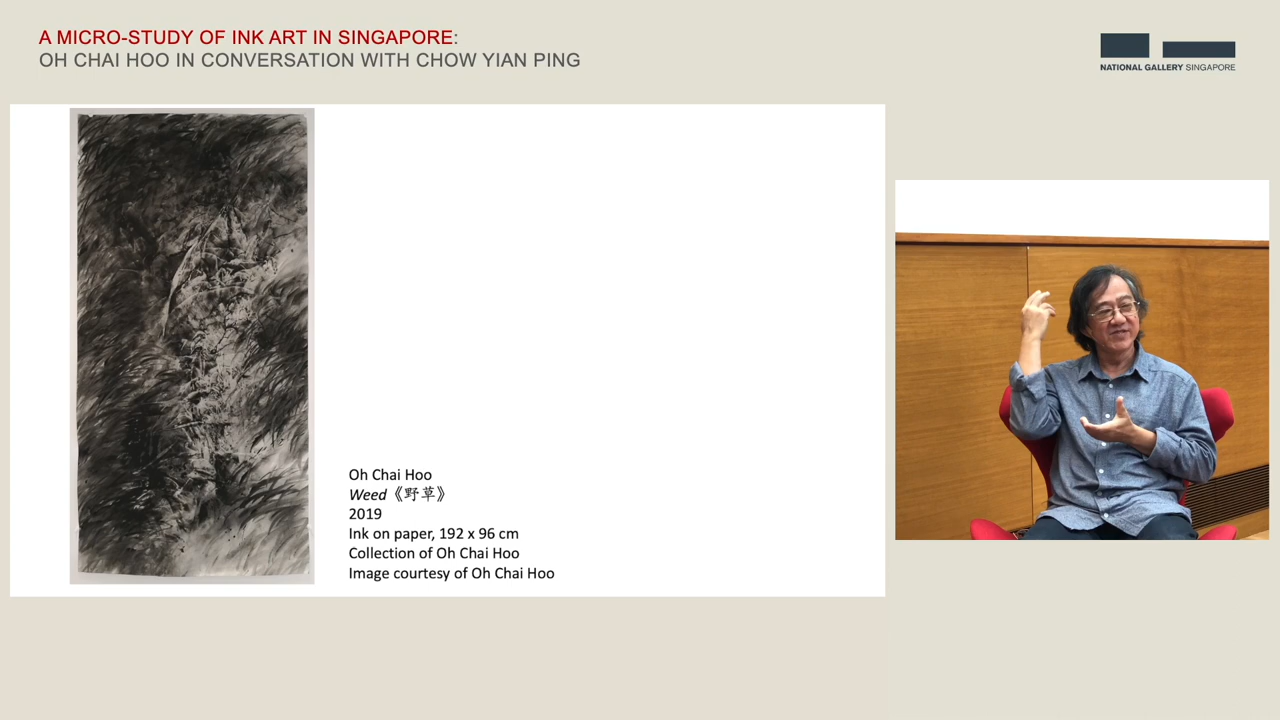 A MICRO-STUDY OF INK ART IN SINGAPORE:
OH CHAI HOO IN CONVERSATION WITH CHOW YIAN PING
NATIONAL GALLERY SINGAPORE
Oh Chai Hoo
Weed《野草》
2019
Ink on paper, 192 x 96 cm
Collection of Oh Chai Hoo
Image courtesy of Oh Chai Hoo